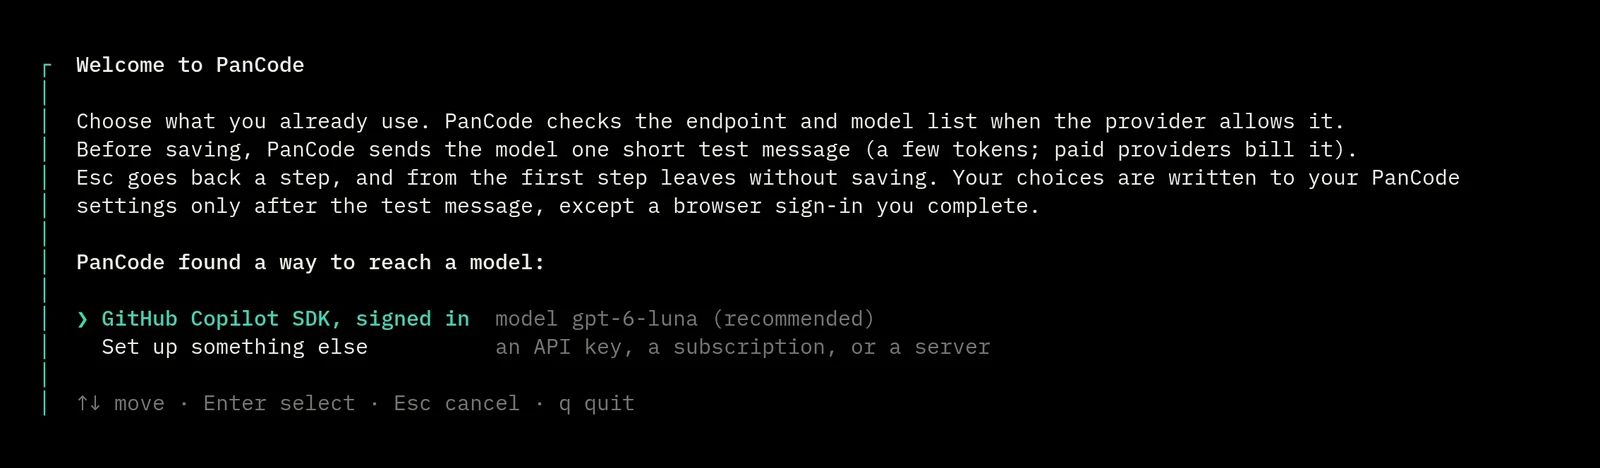 Welcome to PanCode
Choose what you already use. PanCode checks the endpoint and model list when the provider allows it.
Before saving, PanCode sends the model one short test message (a few tokens; paid providers bill it).
Esc goes back a step, and from the first step leaves without saving. Your choices are written to your PanCode
settings only after the test message, except a browser sign-in you complete.
PanCode found a way to reach a model:
❯ GitHub Copilot SDK, signed in  model gpt-6-luna (recommended)
Set up something else  an API key, a subscription, or a server
↑↓ move · Enter select · Esc cancel · q quit